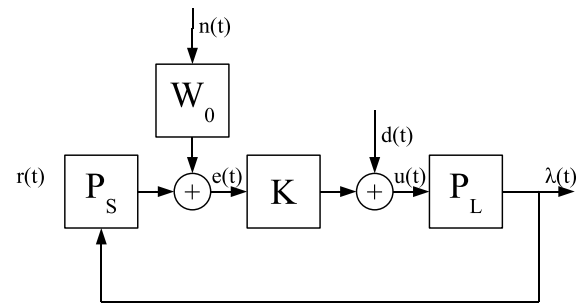 n(t)
W0
d(t)
r(t)
PS
+
e(t)
K
+
u(t)
PL
λ(t)